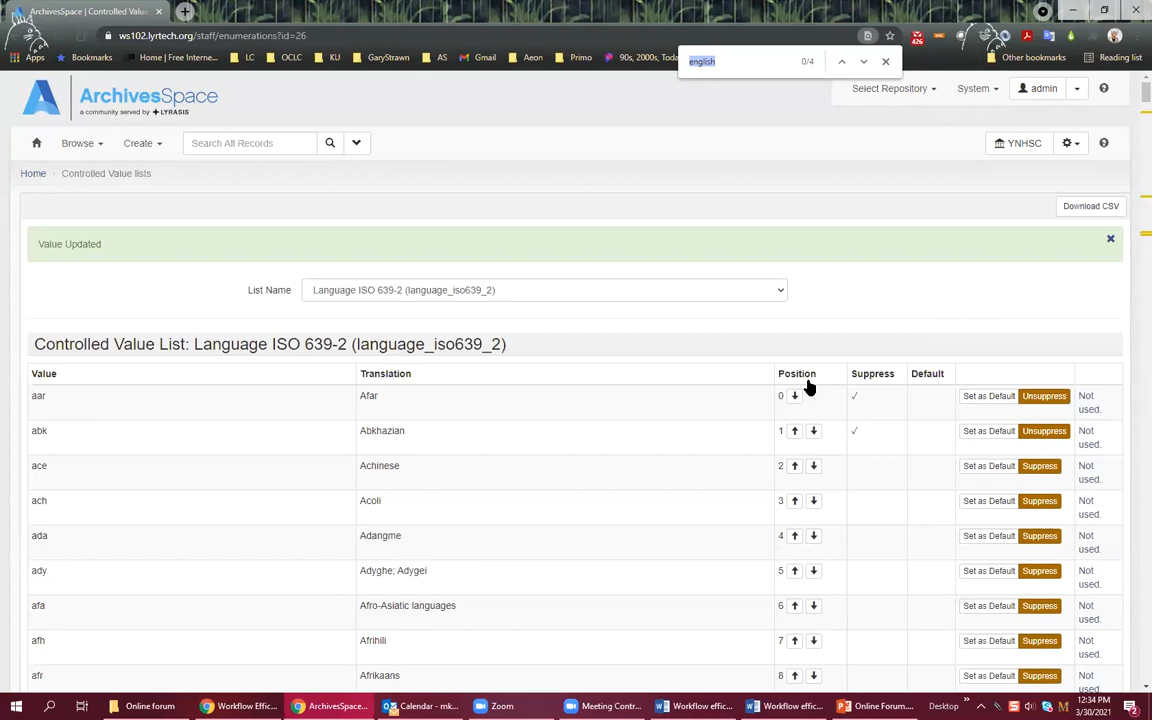 ArchivesSpace | Controlled Value
ws102.lyrtech.org/staff/enumerations?id=26
426
Apps Bookmarks Home | Free Interne... LC OCLC KU GaryStrawn AS Gmail Aeon Primo 90s, 2000s, Toda Other bookmarks Reading list
english 0/4
ArchivesSpace
a community served by LYRASIS
Select Repository System admin
Browse Create Search All Records YNHSC
Home Controlled Value lists
Download CSV
Value Updated
List Name Language ISO 639-2 (language_iso639_2)
Controlled Value List: Language ISO 639-2 (language_iso639_2)
Value Translation Position Suppress Default
aar Afar 0 ✓ Set as Default Unsuppress Not used.
abk Abkhazian 1 ✓ Set as Default Unsuppress Not used.
ace Achinese 2 Set as Default Suppress Not used.
ach Acoli 3 Set as Default Suppress Not used.
ada Adangme 4 Set as Default Suppress Not used.
ady Adyghe; Adygei 5 Set as Default Suppress Not used.
afa Afro-Asiatic languages 6 Set as Default Suppress Not used.
afh Afrihili 7 Set as Default Suppress Not used.
afr Afrikaans 8 Set as Default Suppress Not used.
Online forum Workflow Effic... ArchivesSpace... Calendar - mk... Zoom Meeting Contr... Workflow effic... Workflow effic... Online Forum.... Desktop 12:34 PM
3/30/2021
2